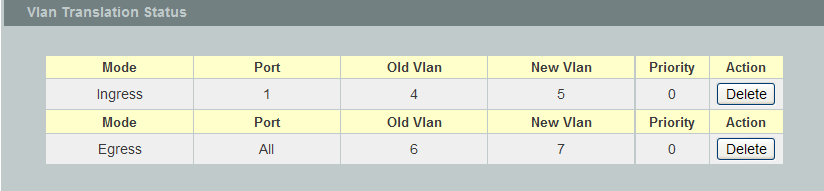 Vlan Translation Status
Mode Port Old Vlan New Vlan Priority Action
Ingress 1 4 5 0 Delete
Mode Port Old Vlan New Vlan Priority Action
Egress All 6 7 0 Delete